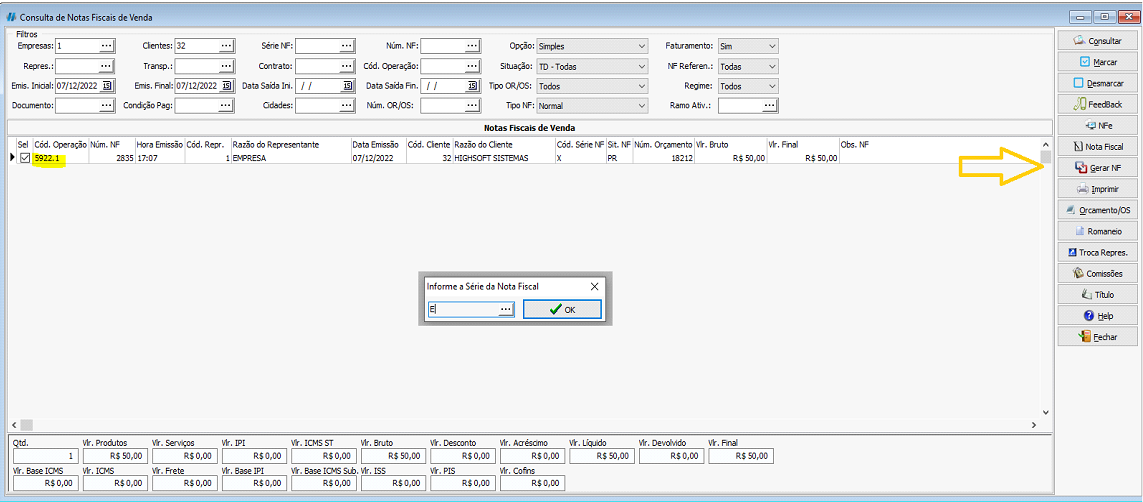 Consulta de Notas Fiscais de Venda
Filtros
Empresas: 1 ... Clientes: 32 ... Série NF: ... Núm. NF: ... Opção: Simples Faturamento: Sim
Repres.: ... Transp.: ... Contrato: ... Cód. Operação: ... Situação: TD - Todas NF Referen.: Todas
Emis. Inicial: 07/12/2022 15 Emis. Final: 07/12/2022 15 Data Saída Ini. / / 15 Data Saída Fin. / / 15 Tipo OR/OS: Todos Regime: Todos
Documento: ... Condição Pag: ... Cidades: ... Núm. OR/OS: ... Tipo NF: Normal Ramo Ativ.: ...
Notas Fiscais de Venda
Sel Cód. Operação Núm. NF Hora Emissão Cód. Repr. Razão do Representante Data Emissão Cód. Cliente Razão do Cliente Cód. Série NF Sit. NF Núm. Orçamento Vlr. Bruto Vlr. Final Obs. NF
5922.1 2835 17:07 1 EMPRESA 07/12/2022 32 HIGHSOFT SISTEMAS X PR 18212 R$ 50,00 R$ 50,00
Informe a Série da Nota Fiscal
E ... OK
Qtd. Vlr. Produtos Vlr. Serviços Vlr. IPI Vlr. ICMS ST Vlr. Bruto Vlr. Desconto Vlr. Acréscimo Vlr. Líquido Vlr. Devolvido Vlr. Final
1 R$ 50,00 R$ 0,00 R$ 0,00 R$ 0,00 R$ 50,00 R$ 0,00 R$ 0,00 R$ 50,00 R$ 0,00 R$ 50,00
Vlr. Base ICMS Vlr. ICMS Vlr. Frete Vlr. Base IPI Vlr. Base ICMS Sub. Vlr. ISS Vlr. PIS Vlr. Cofins
R$ 0,00 R$ 0,00 R$ 0,00 R$ 0,00 R$ 0,00 R$ 0,00 R$ 0,00 R$ 0,00
Consultar
Marcar
Desmarcar
FeedBack
NFe
Nota Fiscal
Gerar NF
Imprimir
Orcamento/OS
Romaneio
Troca Repres.
Comissões
Título
Help
Fechar